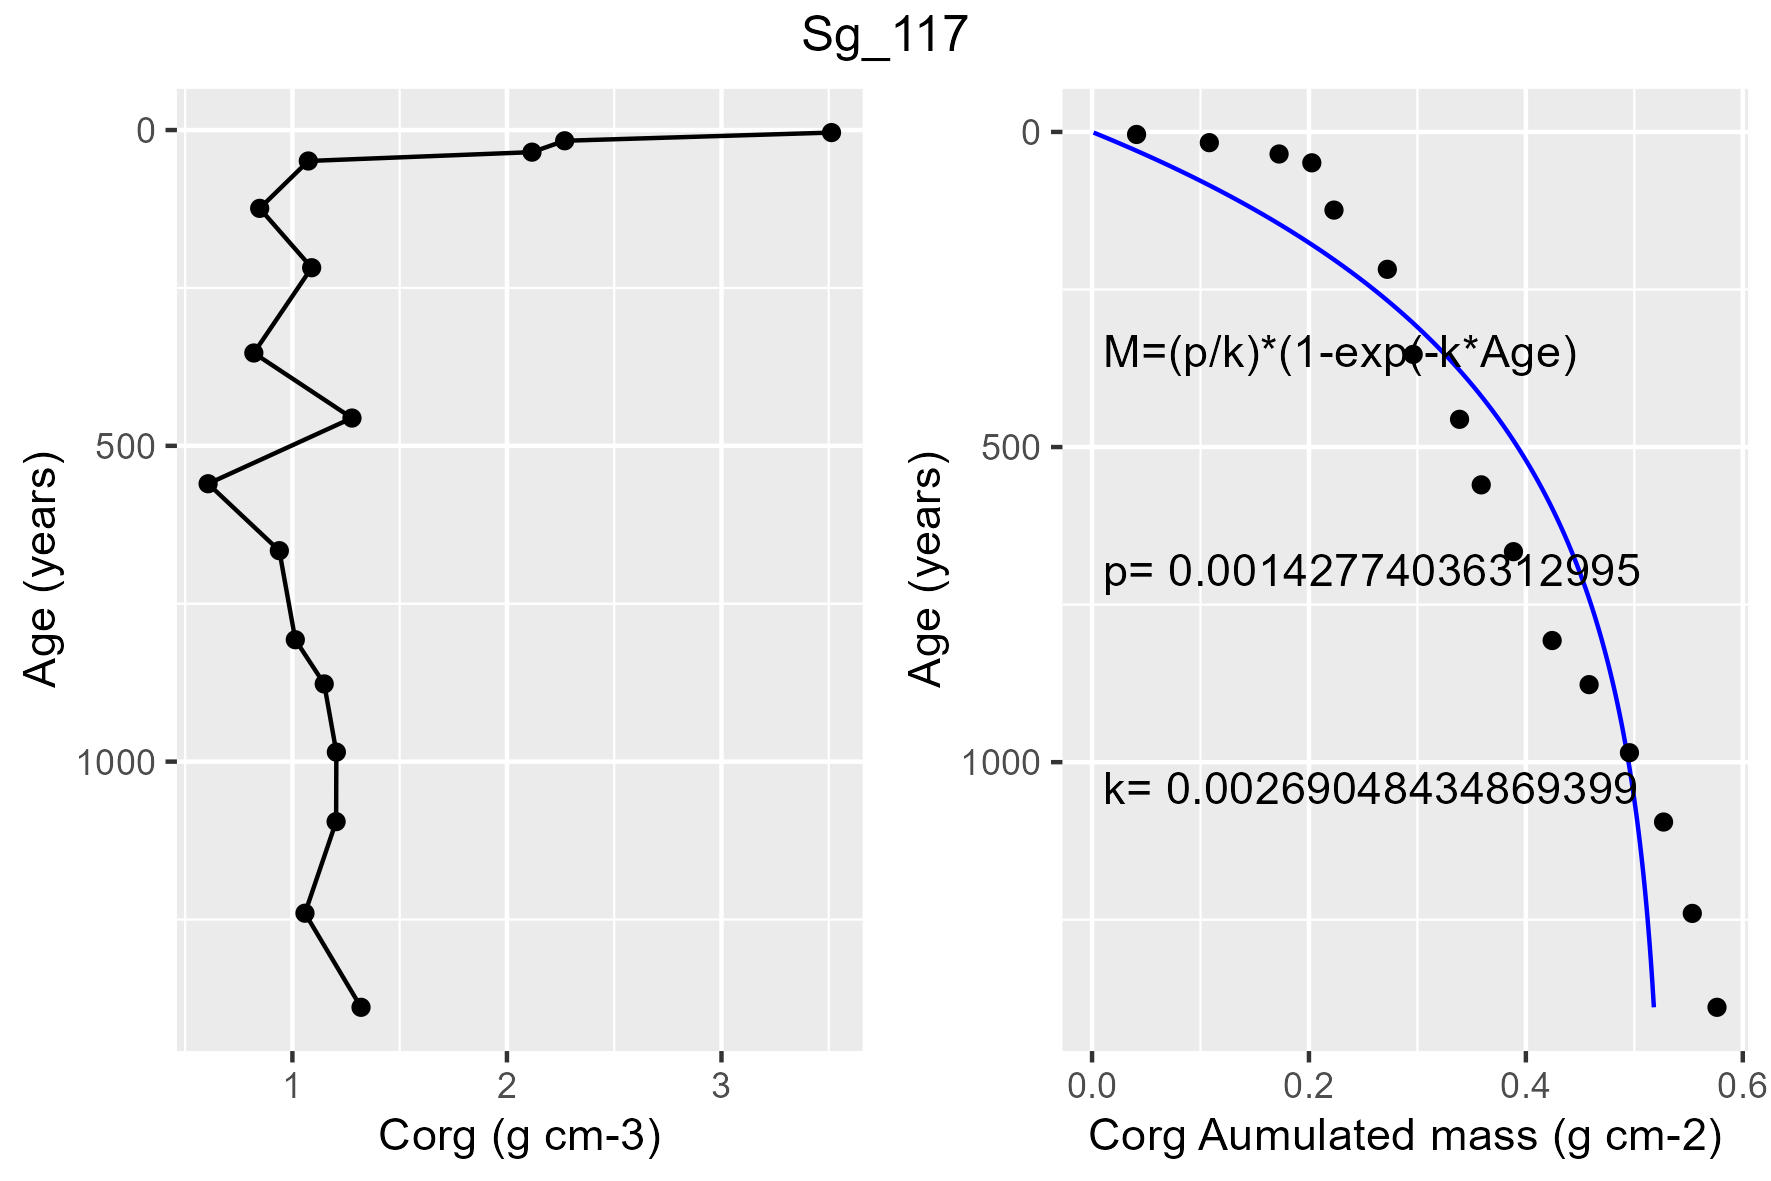 Sg_117
0
500
1000
Age (years)
1
2
3
Corg (g cm-3)
0
500
1000
Age (years)
M=(p/k)*(1-exp(-k*Age)
p= 0.00142774036312995
k= 0.00269048434869399
0.0
0.2
0.4
0.6
Corg Aumulated mass (g cm-2)